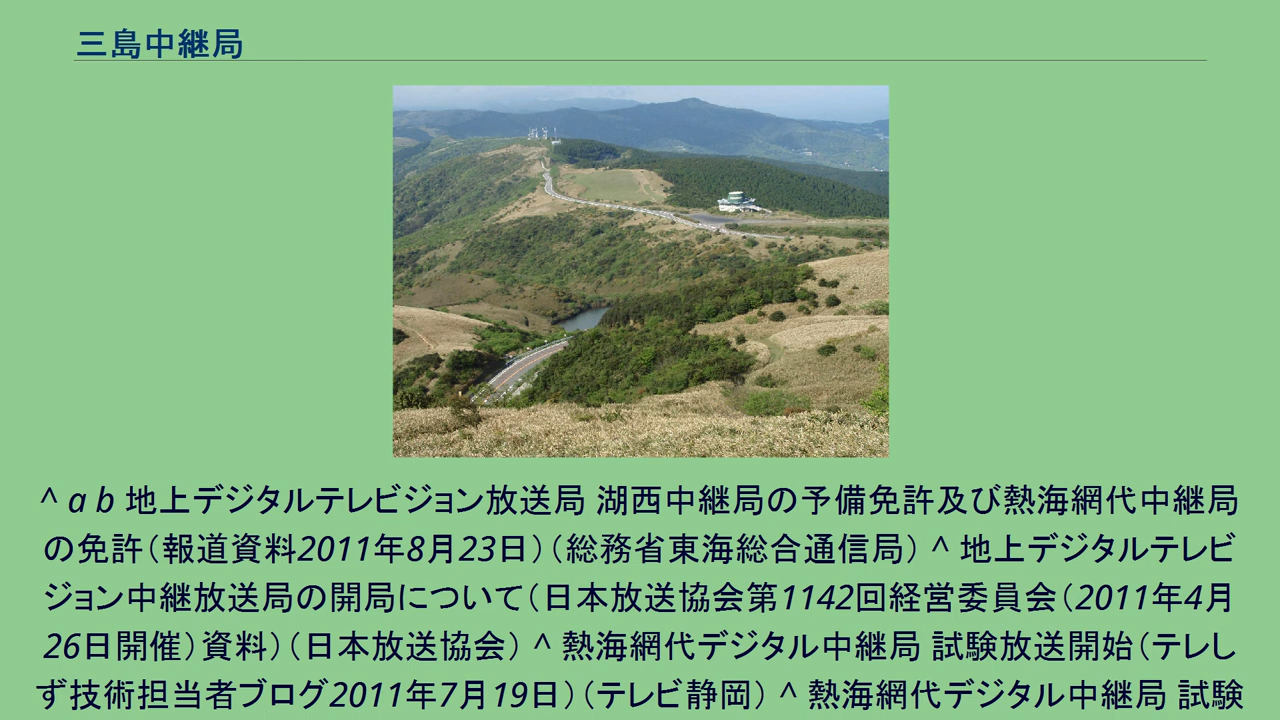 三島中継局
^ a b 地上デジタルテレビジョン放送局 湖西中継局の予備免許及び熱海網代中継局
の免許（報道資料2011年8月23日）（総務省東海総合通信局） ^ 地上デジタルテレビ
ジョン中継放送局の開局について（日本放送協会第1142回経営委員会（2011年4月
26日開催）資料）（日本放送協会） ^ 熱海網代デジタル中継局 試験放送開始（テレし
ず技術担当者ブログ2011年7月19日）（テレビ静岡） ^ 熱海網代デジタル中継局 試験